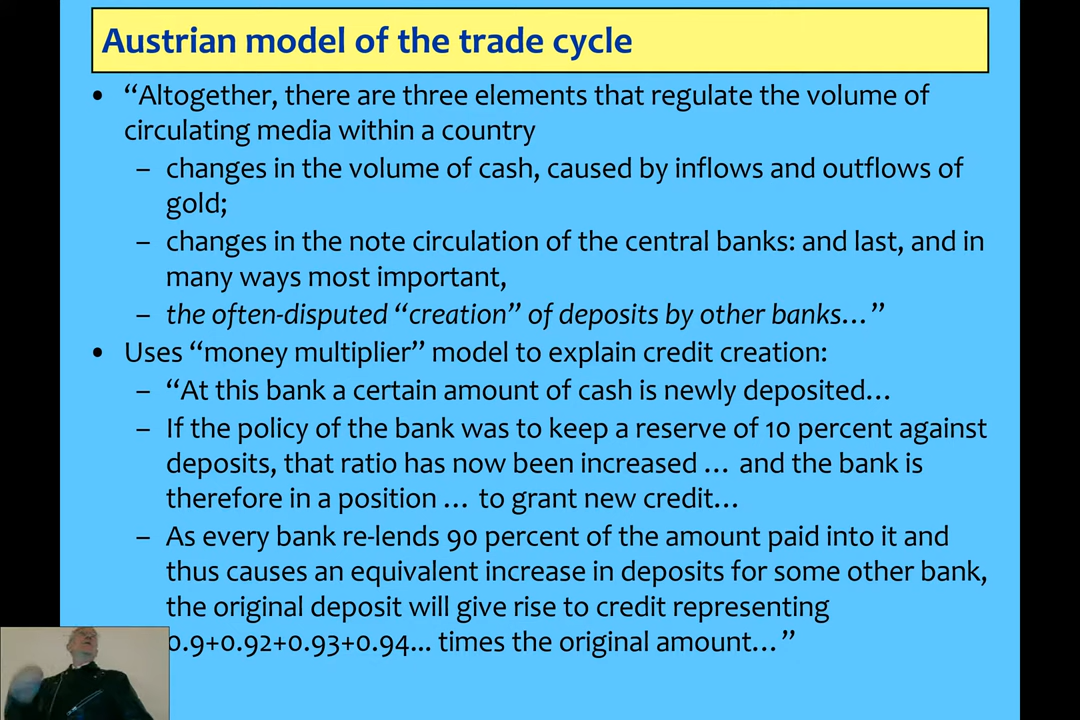 Austrian model of the trade cycle
• “Altogether, there are three elements that regulate the volume of
circulating media within a country
– changes in the volume of cash, caused by inflows and outflows of
gold;
– changes in the note circulation of the central banks: and last, and in
many ways most important,
– the often-disputed “creation” of deposits by other banks…”
• Uses “money multiplier” model to explain credit creation:
– “At this bank a certain amount of cash is newly deposited…
– If the policy of the bank was to keep a reserve of 10 percent against
deposits, that ratio has now been increased … and the bank is
therefore in a position … to grant new credit…
– As every bank re-lends 90 percent of the amount paid into it and
thus causes an equivalent increase in deposits for some other bank,
the original deposit will give rise to credit representing
0.9+0.92+0.93+0.94... times the original amount…”